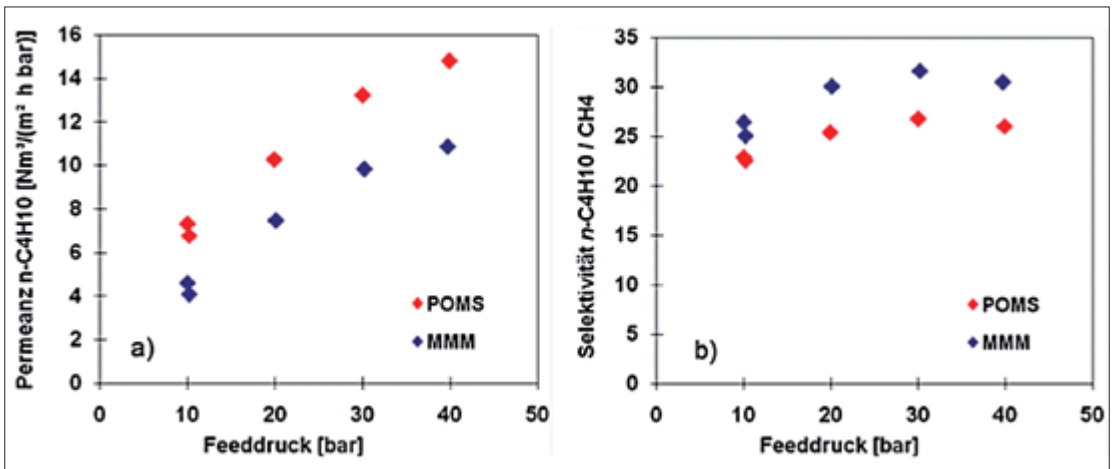 Permeanz n-C4H10 [Nm³/(m² h bar)]
16
14
12
10
8
6
4
2
0
0 10 20 30 40 50
Feeddruck [bar]
a)
POMS
MMM
Selektivität n-C4H10 / CH4
35
30
25
20
15
10
5
0
0 10 20 30 40 50
Feeddruck [bar]
b)
POMS
MMM